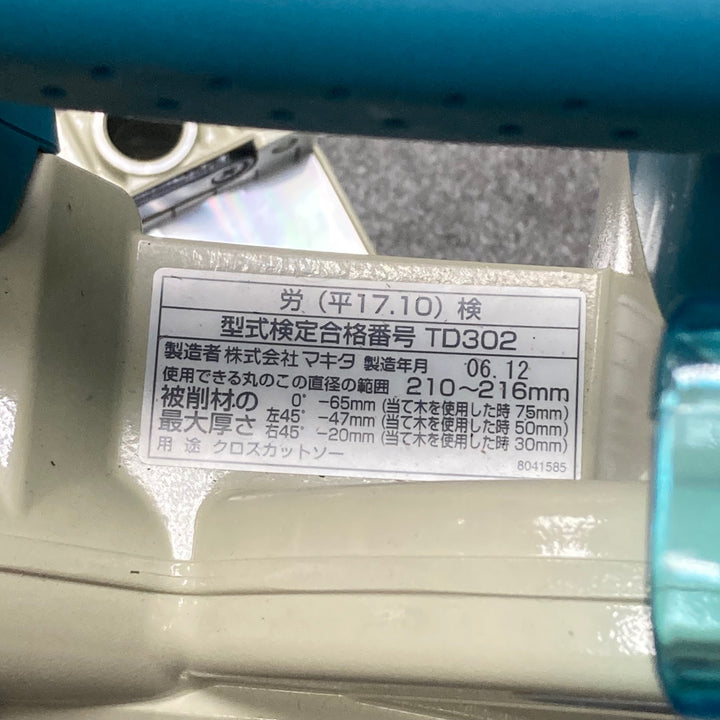 労（平17.10）検
型式検定合格番号 TD302
製造者 株式会社 マキタ 製造年月 '06.12
使用できる丸のこの直径の範囲 210～216mm
被削材の 0° -65mm (当て木を使用した時 75mm)
最大厚さ 左45° -47mm (当て木を使用した時 50mm)
右45° -20mm (当て木を使用した時 30mm)
用途 クロスカットソー
8041585